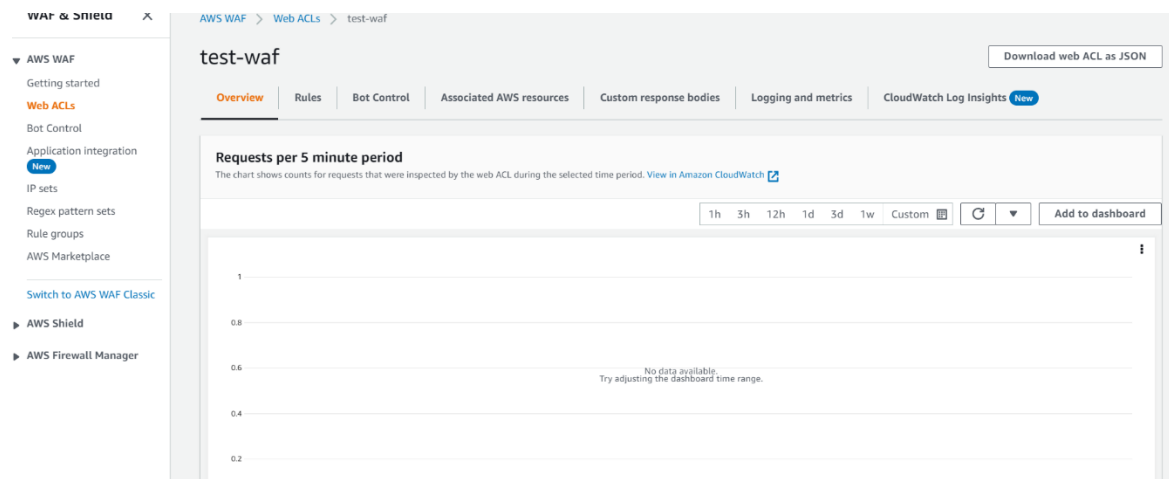 WAF & Shield
AWS WAF
Getting started
Web ACLs
Bot Control
Application integration
New
IP sets
Regex pattern sets
Rule groups
AWS Marketplace
Switch to AWS WAF Classic
AWS Shield
AWS Firewall Manager
AWS WAF > Web ACLs > test-waf
test-waf
Download web ACL as JSON
Overview Rules Bot Control Associated AWS resources Custom response bodies Logging and metrics CloudWatch Log Insights New
Requests per 5 minute period
The chart shows counts for requests that were inspected by the web ACL during the selected time period. View in Amazon CloudWatch
1h 3h 12h 1d 3d 1w Custom Add to dashboard
1
0.8
0.6
No data available.
Try adjusting the dashboard time range.
0.4
0.2